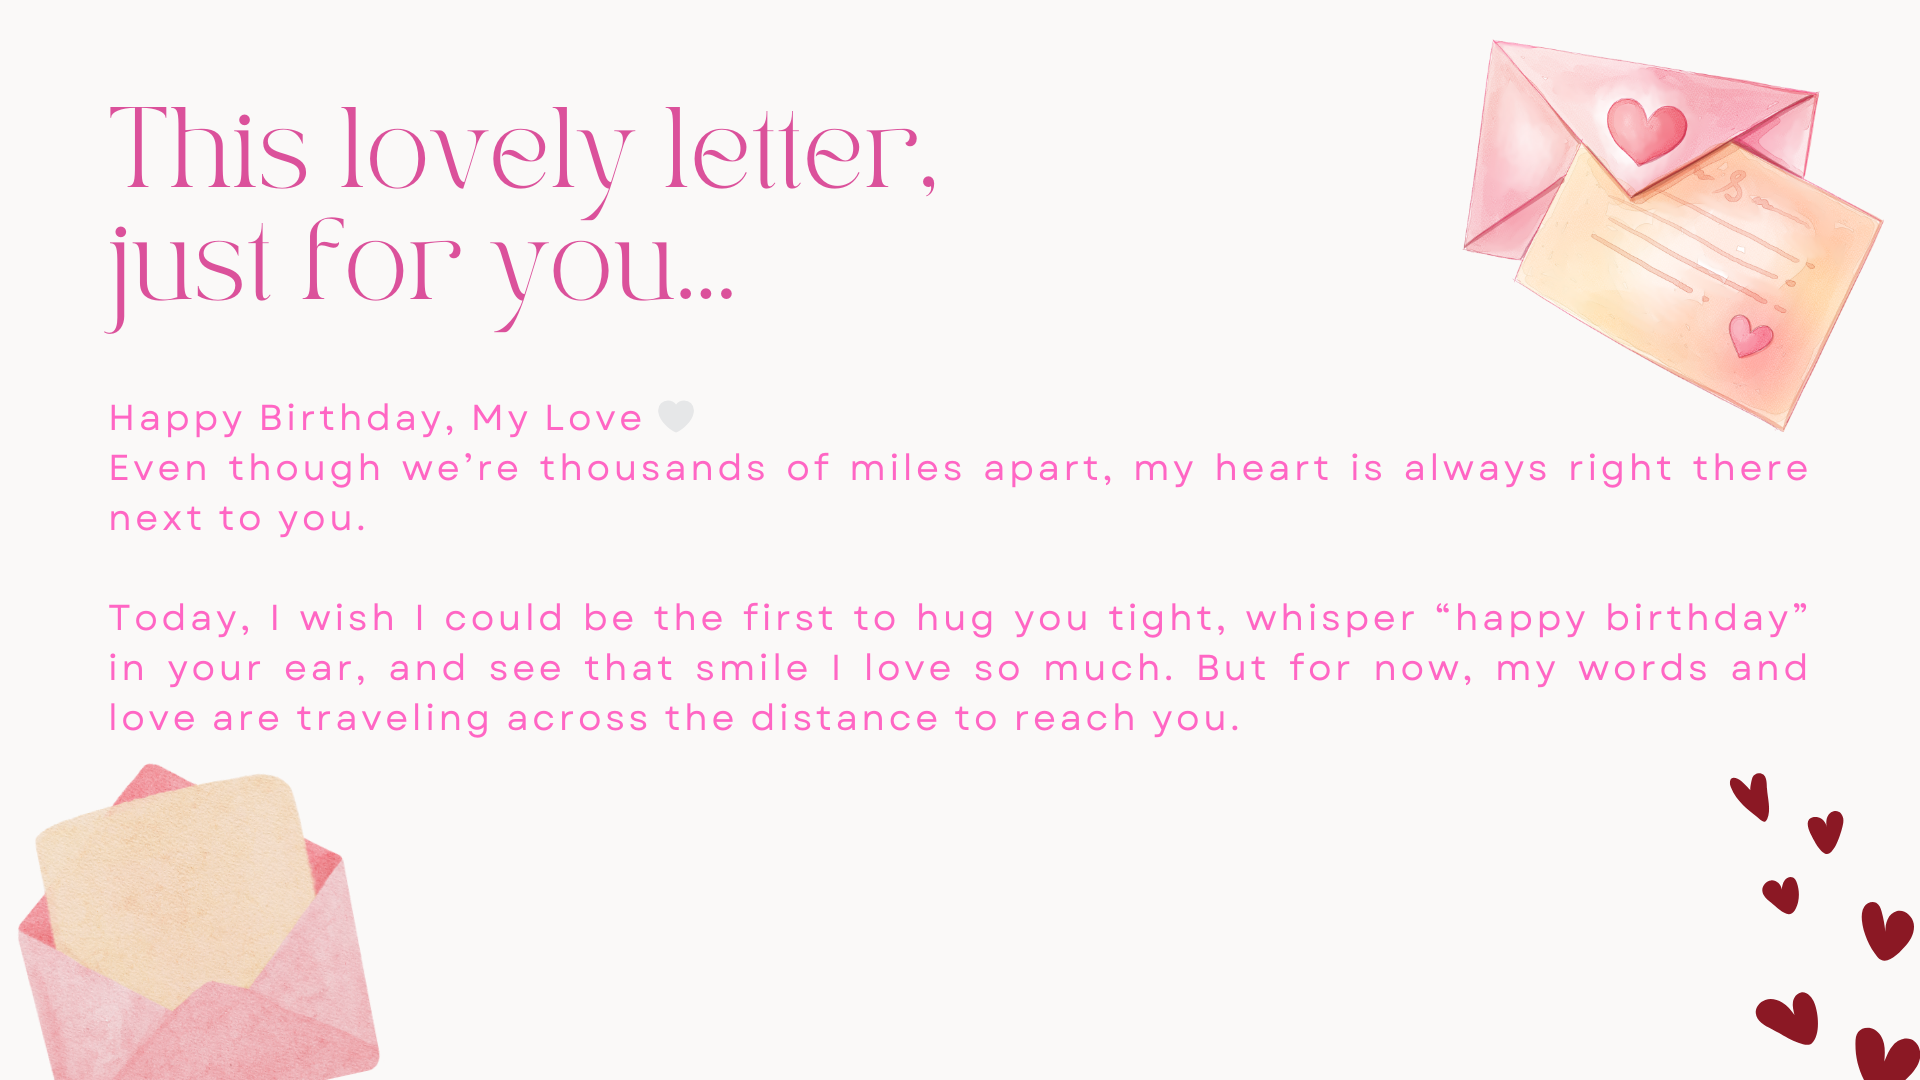 This lovely letter,
just for you...
Happy Birthday, My Love 🤍
Even though we’re thousands of miles apart, my heart is always right there
next to you.
Today, I wish I could be the first to hug you tight, whisper “happy birthday”
in your ear, and see that smile I love so much. But for now, my words and
love are traveling across the distance to reach you.